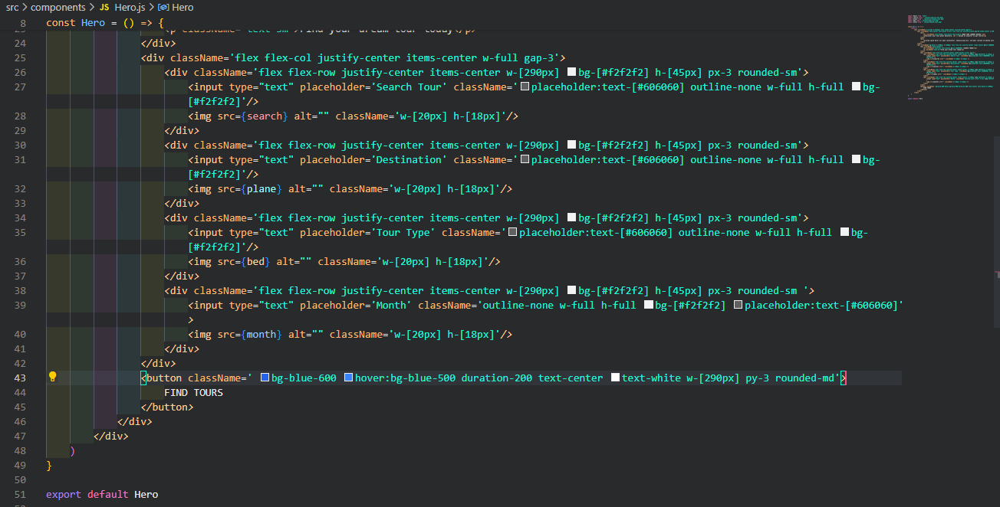 src > components > JS Hero.js > Hero
8 const Hero = () => {
<p className="text-sm">Find your dream tour today</p>
24 </div>
25 <div className='flex flex-col justify-center items-center w-full gap-3'>
26 <div className='flex flex-row justify-center items-center w-[290px] bg-[#f2f2f2] h-[45px] px-3 rounded-sm'>
27 <input type="text" placeholder='Search Tour' className='placeholder:text-[#606060] outline-none w-full h-full bg-
[#f2f2f2]'/>
28 <img src={search} alt="" className='w-[20px] h-[18px]'/>
29 </div>
30 <div className='flex flex-row justify-center items-center w-[290px] bg-[#f2f2f2] h-[45px] px-3 rounded-sm'>
31 <input type="text" placeholder='Destination' className='placeholder:text-[#606060] outline-none w-full h-full bg-
[#f2f2f2]'/>
32 <img src={plane} alt="" className='w-[20px] h-[18px]'/>
33 </div>
34 <div className='flex flex-row justify-center items-center w-[290px] bg-[#f2f2f2] h-[45px] px-3 rounded-sm'>
35 <input type="text" placeholder='Tour Type' className='placeholder:text-[#606060] outline-none w-full h-full bg-
[#f2f2f2]'/>
36 <img src={bed} alt="" className='w-[20px] h-[18px]'/>
37 </div>
38 <div className='flex flex-row justify-center items-center w-[290px] bg-[#f2f2f2] h-[45px] px-3 rounded-sm '>
39 <input type="text" placeholder='Month' className='outline-none w-full h-full bg-[#f2f2f2] placeholder:text-[#606060]'
>
40 <img src={month} alt="" className='w-[20px] h-[18px]'/>
41 </div>
42 </div>
43 <button className=' bg-blue-600 hover:bg-blue-500 duration-200 text-center text-white w-[290px] py-3 rounded-md'>
44 FIND TOURS
45 </button>
46 </div>
47 </div>
48 )
49 }
50
51 export default Hero